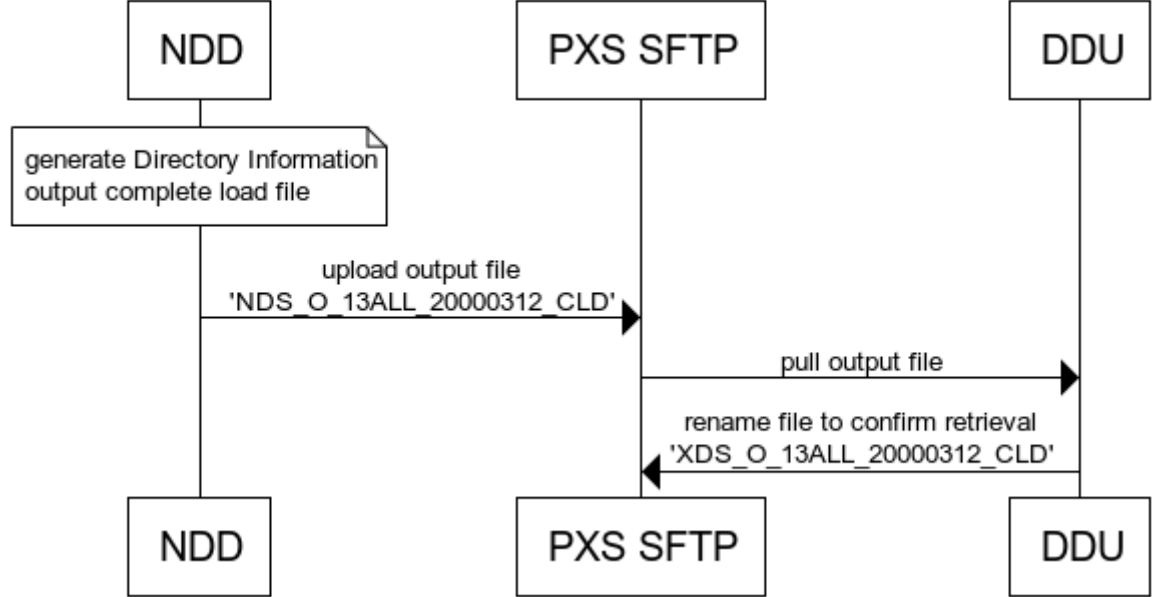 NDD
PXS SFTP
DDU
generate Directory Information
output complete load file
upload output file
'NDS_O_13ALL_20000312_CLD'
pull output file
rename file to confirm retrieval
'XDS_O_13ALL_20000312_CLD'
NDD
PXS SFTP
DDU